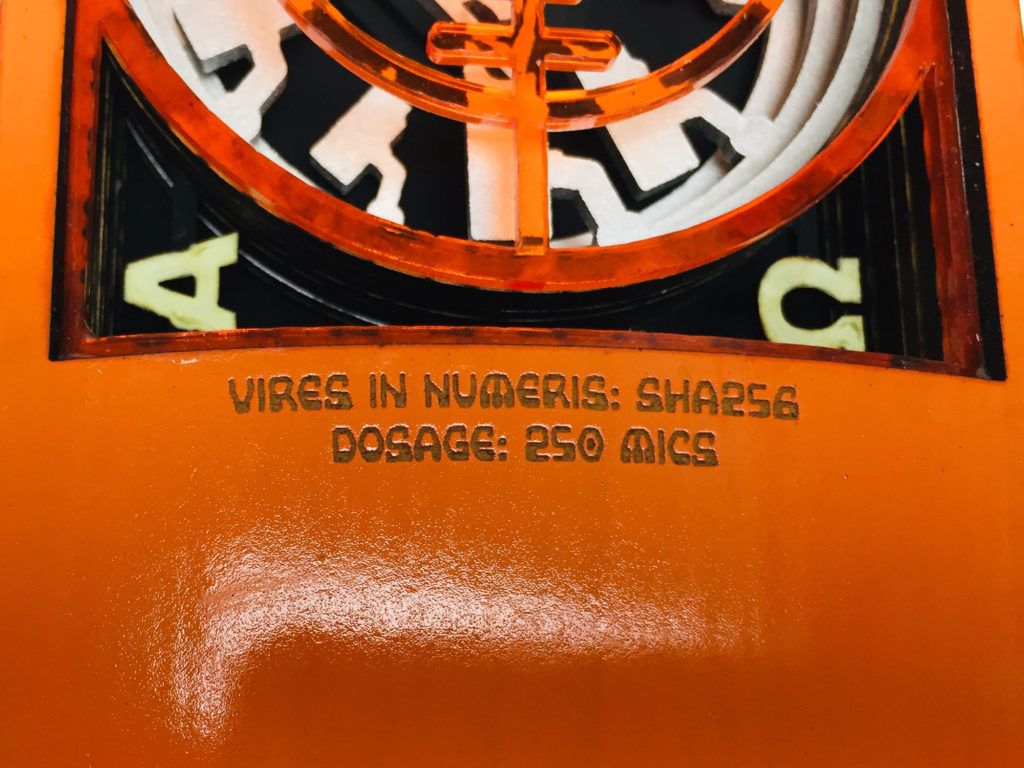 A Ω
VIRES IN NUMERIS: SHA256
DOSAGE: 250 MICS